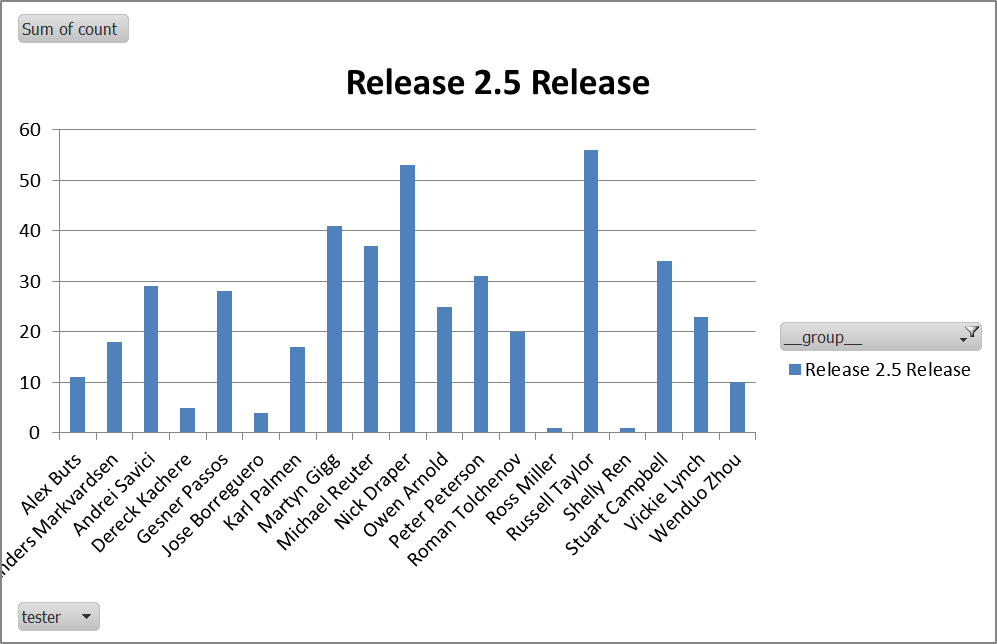 Sum of count
Release 2.5 Release
60
50
40
30
20
10
0
Alex Buts
nders Markvardsen
Andrei Savici
Dereck Kachere
Gesner Passos
Jose Borreguero
Karl Palmen
Martyn Gigg
Michael Reuter
Nick Draper
Owen Arnold
Peter Peterson
Roman Tolchenov
Ross Miller
Russell Taylor
Shelly Ren
Stuart Campbell
Vickie Lynch
Wenduo Zhou
__group__
Release 2.5 Release
tester